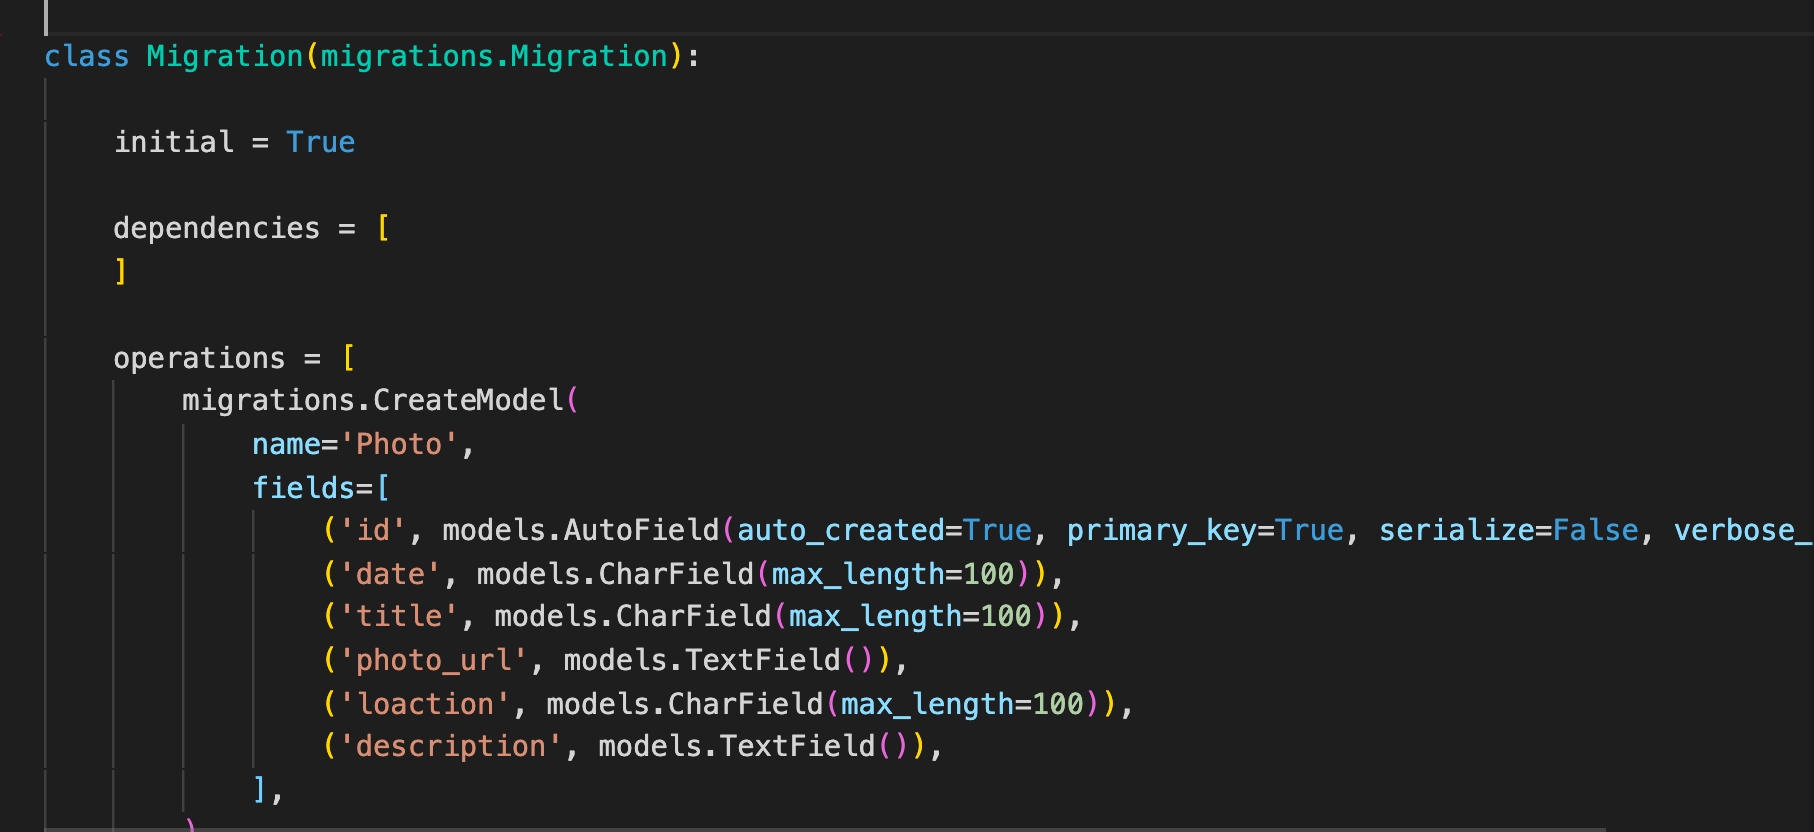 class Migration(migrations.Migration):
initial = True
dependencies = [
]
operations = [
migrations.CreateModel(
name='Photo',
fields=[
('id', models.AutoField(auto_created=True, primary_key=True, serialize=False, verbose_
('date', models.CharField(max_length=100)),
('title', models.CharField(max_length=100)),
('photo_url', models.TextField()),
('loaction', models.CharField(max_length=100)),
('description', models.TextField()),
],
)